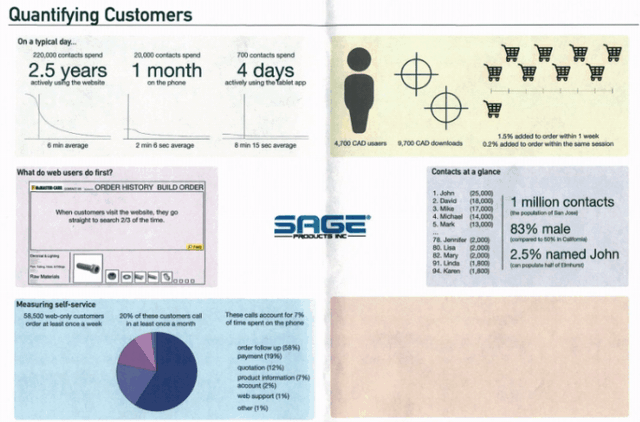 Quantifying Customers
On a typical day...
220,000 contacts spend
2.5 years
actively using the website
6 min average
20,000 contacts spend
1 month
on the phone
2 min 6 sec average
700 contacts spend
4 days
actively using the tablet app
8 min 15 sec average
4,700 CAD usaers
9,700 CAD downloads
1.5% added to order within 1 week
0.2% added to order within the same session
What do web users do first?
McMASTER-CARR
ORDER HISTORY BUILD ORDER
When customers visit the website, they go
straight to search 2/3 of the time.
Raw Materials
SAGE®
PRODUCTS INC
Contacts at a glance
1. John (25,000)
2. David (18,000)
3. Mike (17,000)
4. Michael (14,000)
5. Mark (13,000)
...
78. Jennifer (2,000)
80. Lisa (2,000)
82. Mary (2,000)
91. Linda (1,800)
94. Karen (1,800)
1 million contacts
(the population of San Jose)
83% male
(compared to 50% in California)
2.5% named John
(can populate half of Elmhurst)
Measuring self-service
58,500 web-only customers
order at least once a week
20% of these customers call
in at least once a month
These calls account for 7%
of time spent on the phone
order follow up (58%)
payment (19%)
quotation (12%)
product information (7%)
account (2%)
web support (1%)
other (1%)